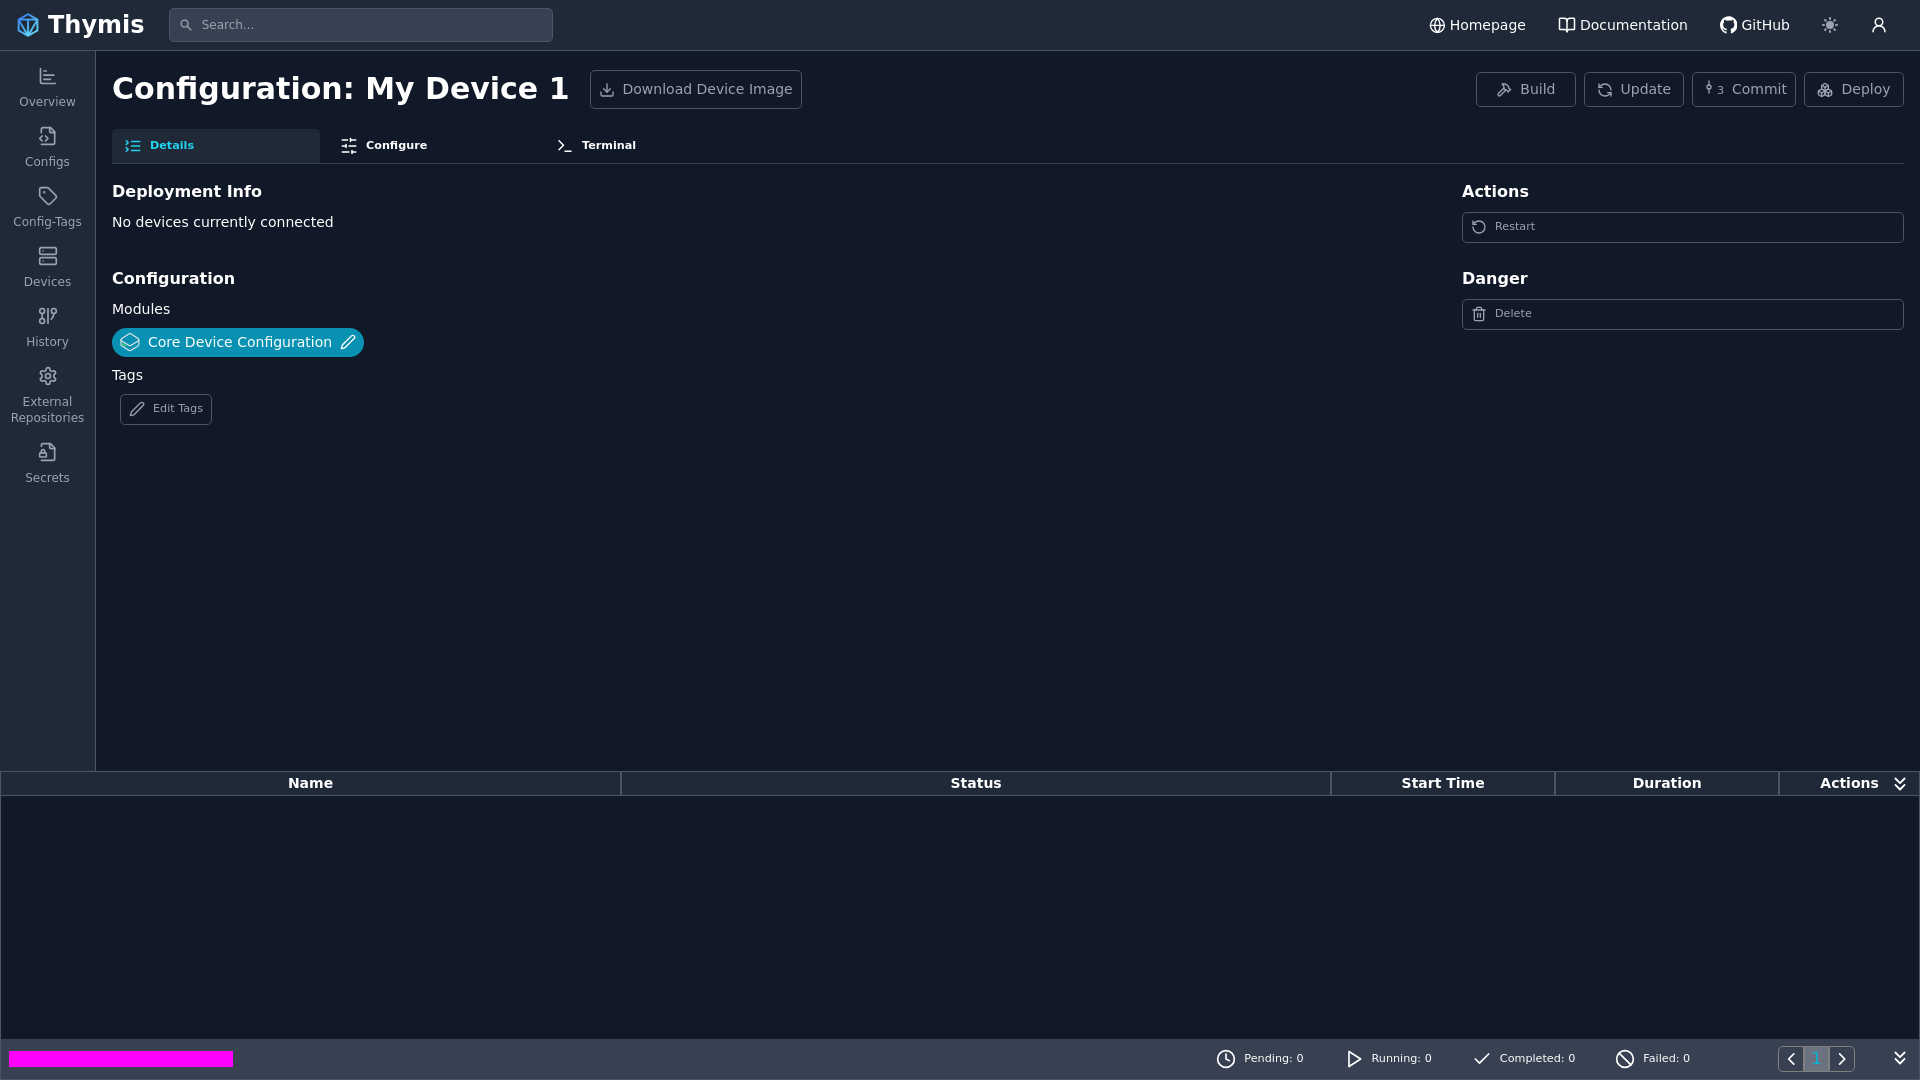 Thymis
Search...
Homepage
Documentation
GitHub
Overview
Configs
Config-Tags
Devices
History
External
Repositories
Secrets
Configuration: My Device 1
Download Device Image
Build
Update
3 Commit
Deploy
Details
Configure
Terminal
Deployment Info
No devices currently connected
Configuration
Modules
Core Device Configuration
Tags
Edit Tags
Actions
Restart
Danger
Delete
Name
Status
Start Time
Duration
Actions
Pending: 0
Running: 0
Completed: 0
Failed: 0
1